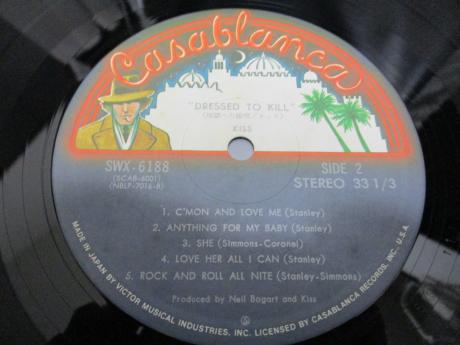 Casablanca
"DRESSED TO KILL"
KISS
SWX-6188
(SCAB-6001)
(NBLP-7016-B)
SIDE 2
STEREO 33 1/3
1. C'MON AND LOVE ME (Stanley)
2. ANYTHING FOR MY BABY (Stanley)
3. SHE (Simmons-Coronel)
4. LOVE HER ALL I CAN (Stanley)
5. ROCK AND ROLL ALL NITE (Stanley-Simmons)
Produced by Neil Bogart and Kiss
MADE IN JAPAN BY VICTOR MUSICAL INDUSTRIES, INC. LICENSED BY CASABLANCA RECORDS, INC., U.S.A.